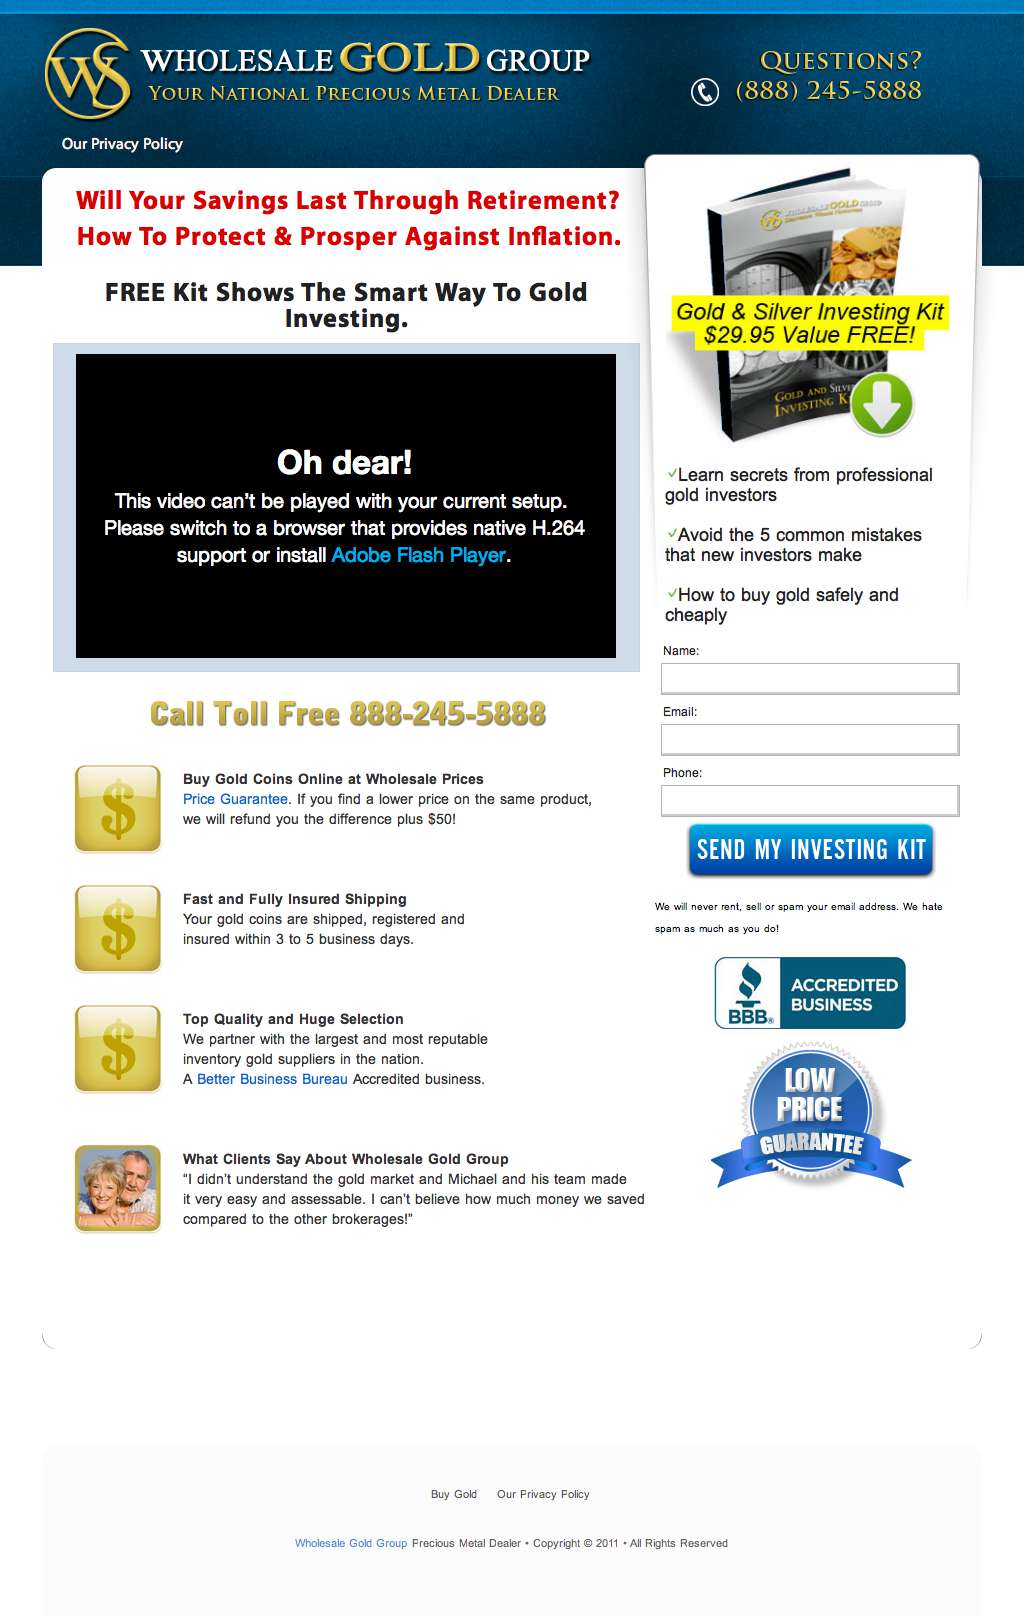 WS
WHOLESALE GOLD GROUP
YOUR NATIONAL PRECIOUS METAL DEALER
QUESTIONS?
(888) 245-5888
Our Privacy Policy
Will Your Savings Last Through Retirement?
How To Protect & Prosper Against Inflation.
FREE Kit Shows The Smart Way To Gold
Investing.
Oh dear!
This video can’t be played with your current setup.
Please switch to a browser that provides native H.264
support or install Adobe Flash Player.
Call Toll Free 888-245-5888
$
Buy Gold Coins Online at Wholesale Prices
Price Guarantee. If you find a lower price on the same product,
we will refund you the difference plus $50!
$
Fast and Fully Insured Shipping
Your gold coins are shipped, registered and
insured within 3 to 5 business days.
$
Top Quality and Huge Selection
We partner with the largest and most reputable
inventory gold suppliers in the nation.
A Better Business Bureau Accredited business.
What Clients Say About Wholesale Gold Group
“I didn’t understand the gold market and Michael and his team made
it very easy and assessable. I can’t believe how much money we saved
compared to the other brokerages!”
WHOLESALE GOLD GROUP
Gold & Silver Investing Kit
$29.95 Value FREE!
GOLD AND SILVER
INVESTING K
Learn secrets from professional
gold investors
Avoid the 5 common mistakes
that new investors make
How to buy gold safely and
cheaply
Name:
Email:
Phone:
SEND MY INVESTING KIT
We will never rent, sell or spam your email address. We hate
spam as much as you do!
BBB®
ACCREDITED
BUSINESS
LOW
PRICE
GUARANTEE
Buy Gold Our Privacy Policy
Wholesale Gold Group Precious Metal Dealer • Copyright © 2011 • All Rights Reserved